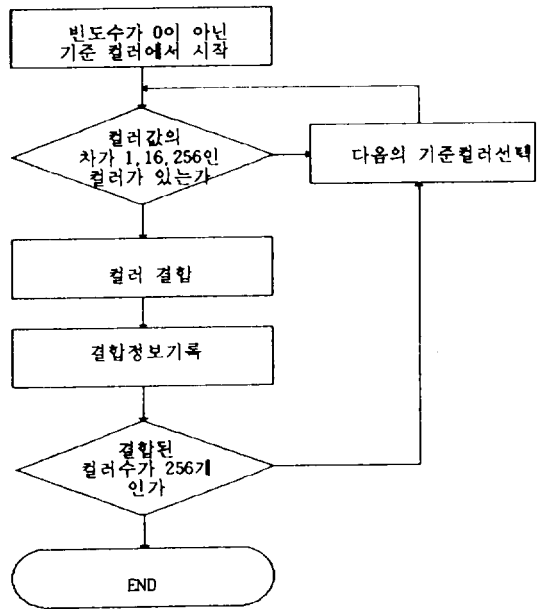 빈도수가 0이 아닌
기준 컬러에서 시작
컬러값의
차가 1,16,256인
컬러가 있는가
다음의 기준컬러선택
컬러 결합
결합정보기록
결합된
컬러수가 256개
인가
END